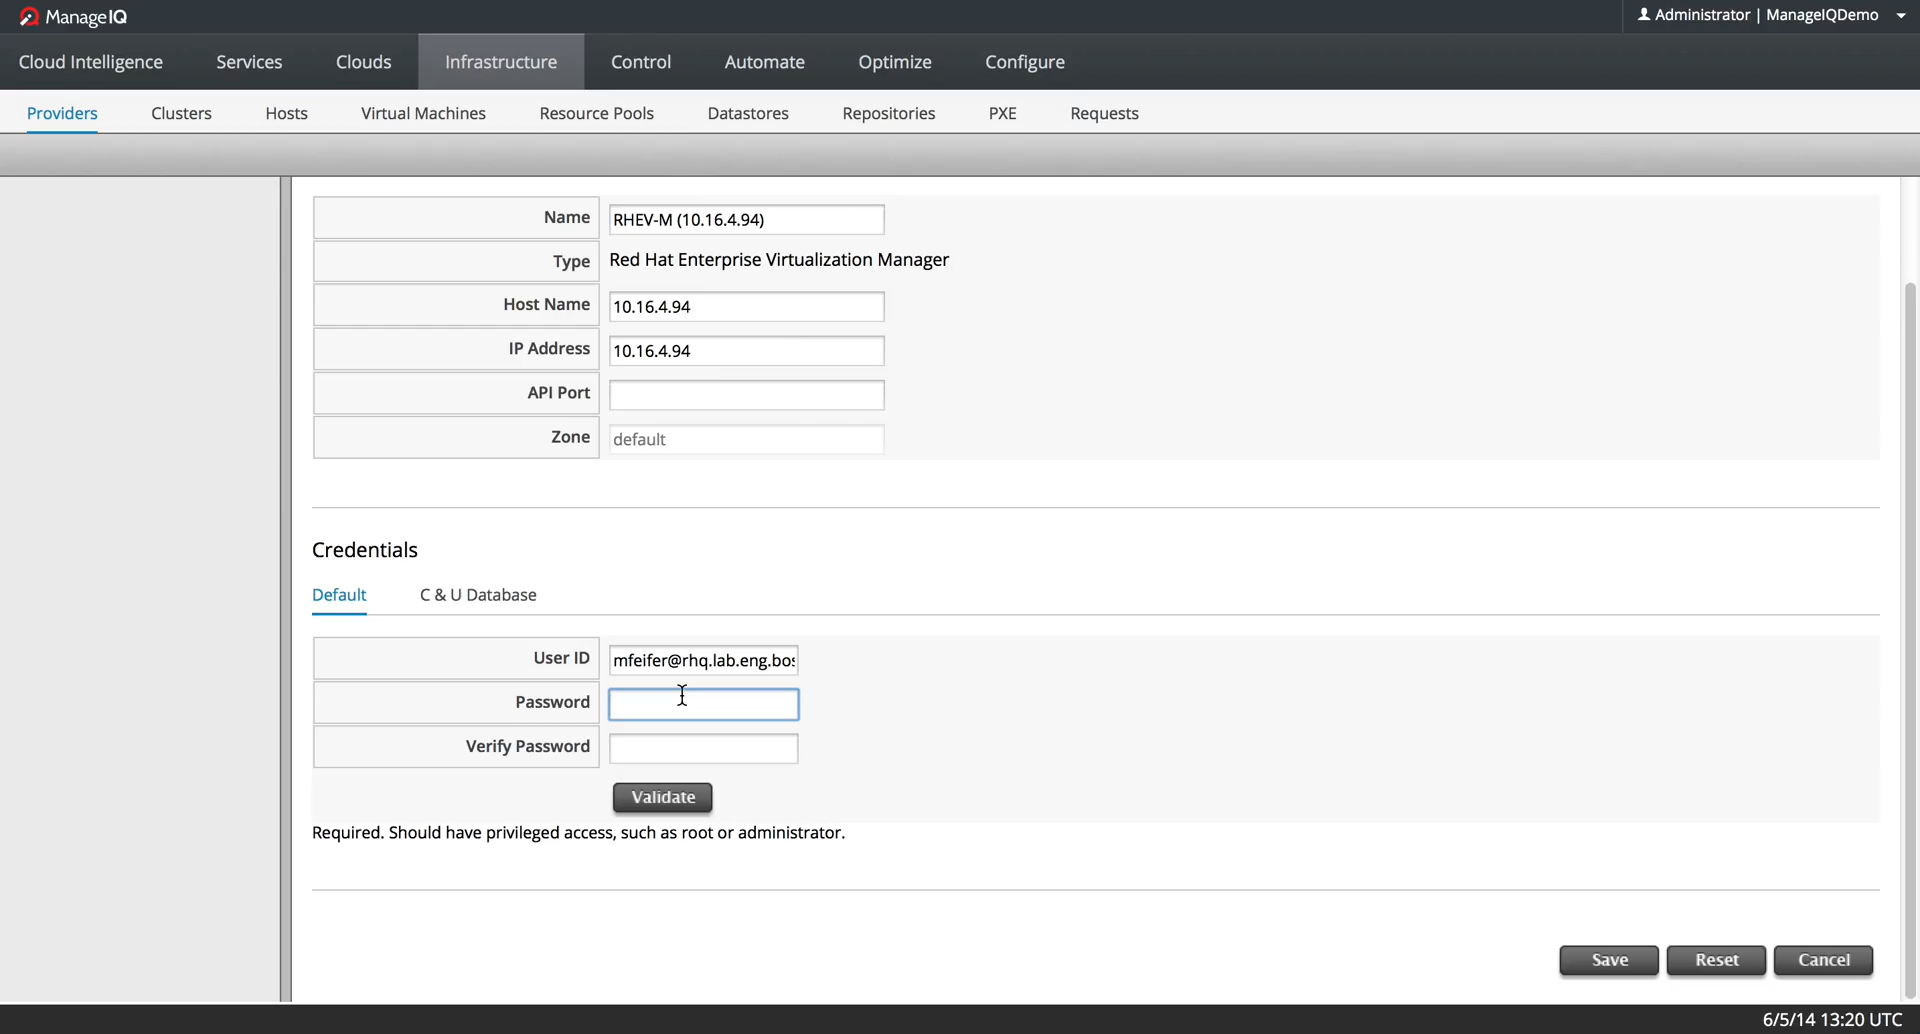 ManageIQ
Administrator | ManageIQDemo
Cloud Intelligence Services Clouds Infrastructure Control Automate Optimize Configure
Providers Clusters Hosts Virtual Machines Resource Pools Datastores Repositories PXE Requests
Name RHEV-M (10.16.4.94)
Type Red Hat Enterprise Virtualization Manager
Host Name 10.16.4.94
IP Address 10.16.4.94
API Port
Zone default
Credentials
Default C & U Database
User ID mfeifer@rhq.lab.eng.bos
Password
Verify Password
Validate
Required. Should have privileged access, such as root or administrator.
Save Reset Cancel
6/5/14 13:20 UTC